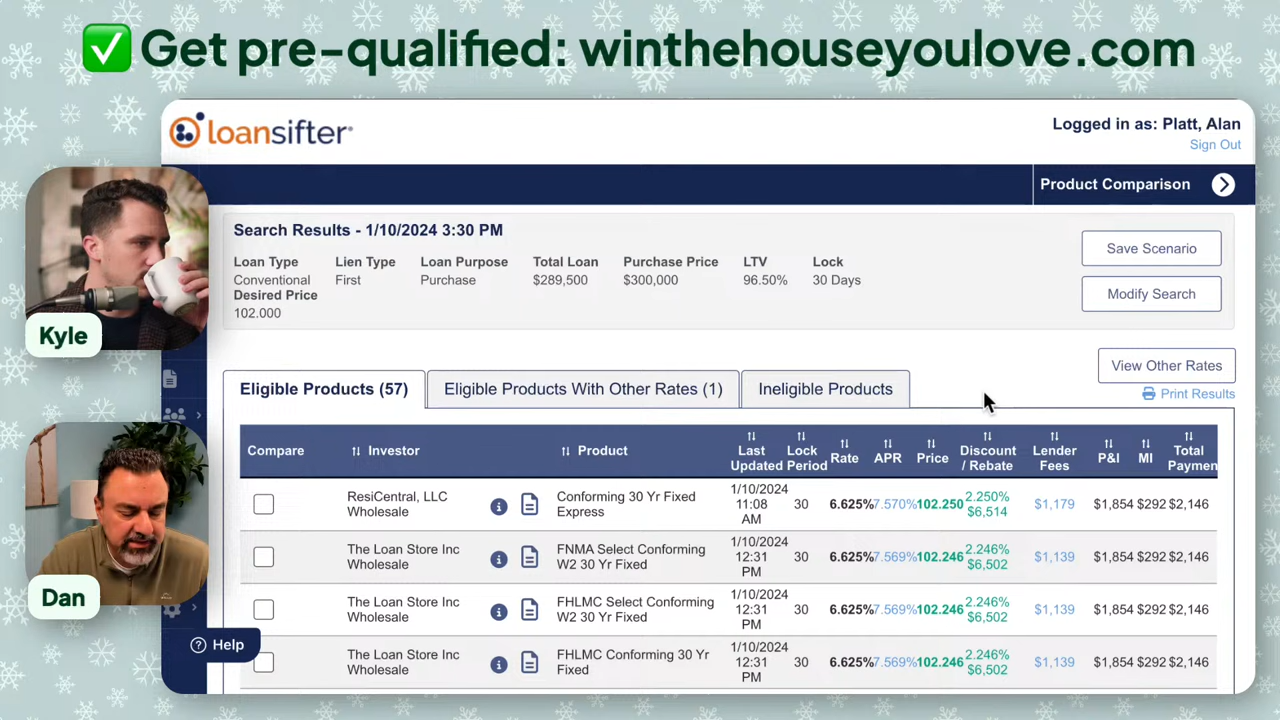 ✅ Get pre-qualified: winthehouseyoulove.com
loansifter
Logged in as: Platt, Alan
Sign Out
Product Comparison
Search Results - 1/10/2024 3:30 PM
Loan Type Lien Type Loan Purpose Total Loan Purchase Price LTV Lock
Conventional First Purchase $289,500 $300,000 96.50% 30 Days
Desired Price
102.000
Save Scenario
Modify Search
Kyle
View Other Rates
Print Results
Eligible Products (57) Eligible Products With Other Rates (1) Ineligible Products
Compare Investor Product Last Updated Lock Period Rate APR Price Discount / Rebate Lender Fees P&I MI Total Paymen
ResiCentral, LLC Wholesale Conforming 30 Yr Fixed Express 1/10/2024 11:08 AM 30 6.625% 7.570% 102.250 2.250% $6,514 $1,179 $1,854 $292 $2,146
The Loan Store Inc Wholesale FNMA Select Conforming W2 30 Yr Fixed 1/10/2024 12:31 PM 30 6.625% 7.569% 102.246 2.246% $6,502 $1,139 $1,854 $292 $2,146
The Loan Store Inc Wholesale FHLMC Select Conforming W2 30 Yr Fixed 1/10/2024 12:31 PM 30 6.625% 7.569% 102.246 2.246% $6,502 $1,139 $1,854 $292 $2,146
The Loan Store Inc Wholesale FHLMC Conforming 30 Yr Fixed 1/10/2024 12:31 PM 30 6.625% 7.569% 102.246 2.246% $6,502 $1,139 $1,854 $292 $2,146
Dan
Help